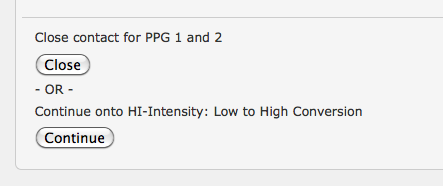 Close contact for PPG 1 and 2
Close
- OR -
Continue onto HI-Intensity: Low to High Conversion
Continue